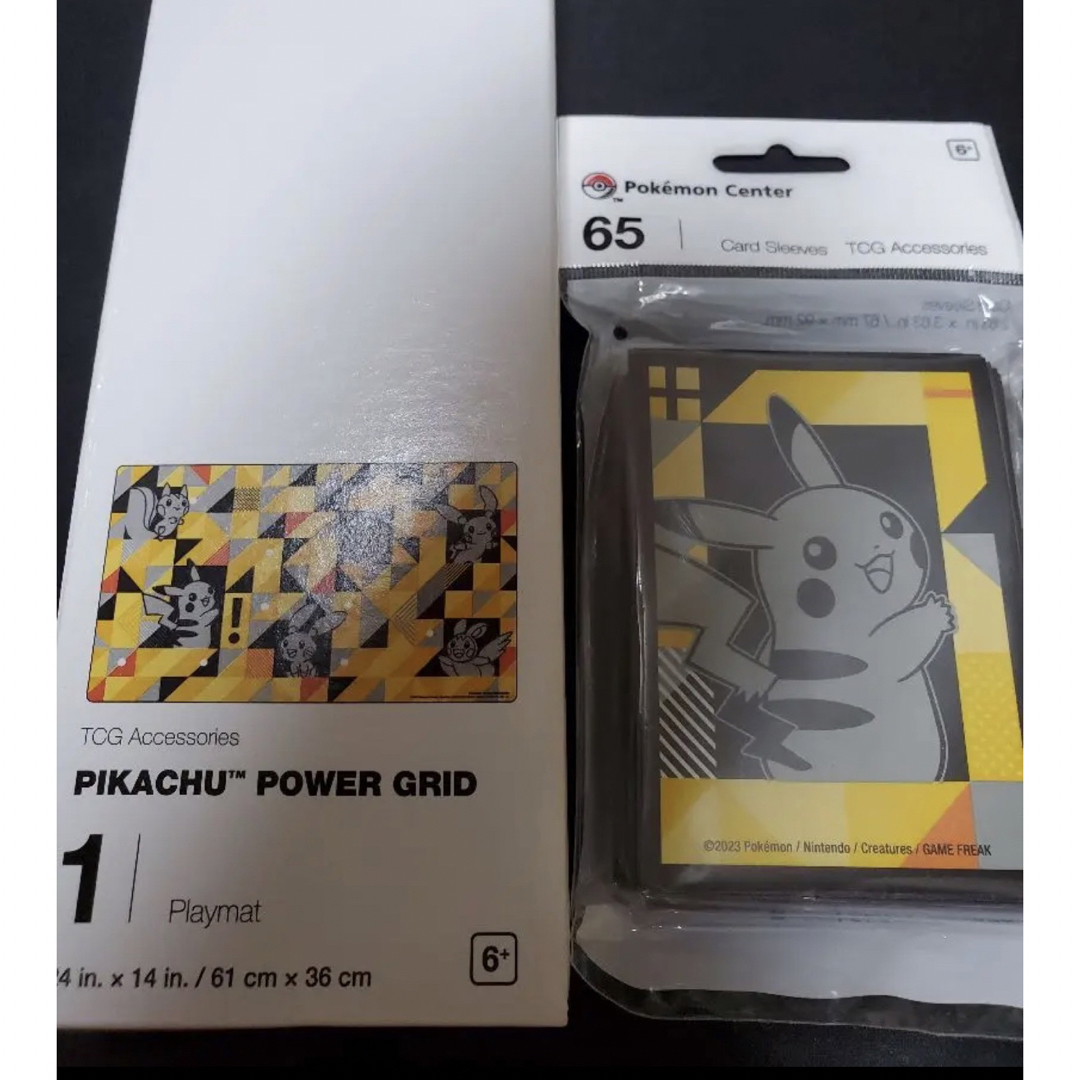 TCG Accessories
PIKACHU™ POWER GRID
1
Playmat
4 in. x 14 in. / 61 cm x 36 cm
6+
6+
Pokémon Center™
65
Card Sleeves TCG Accessories
©2023 Pokémon / Nintendo / Creatures / GAME FREAK